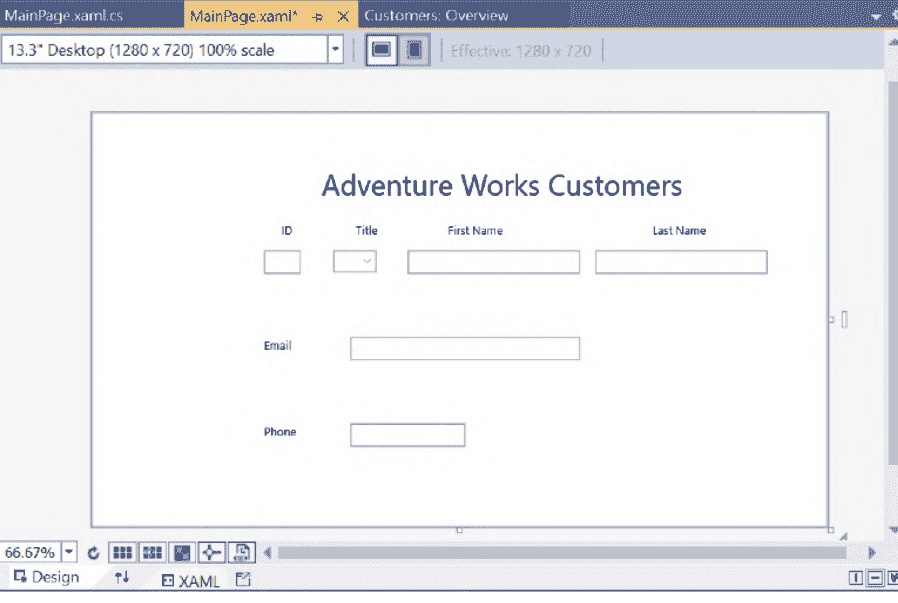 MainPage.xaml.cs MainPage.xaml* Customers: Overview
13.3" Desktop (1280 x 720) 100% scale Effective: 1280 x 720
Adventure Works Customers
ID Title First Name Last Name
Email
Phone
66.67%
Design XAML